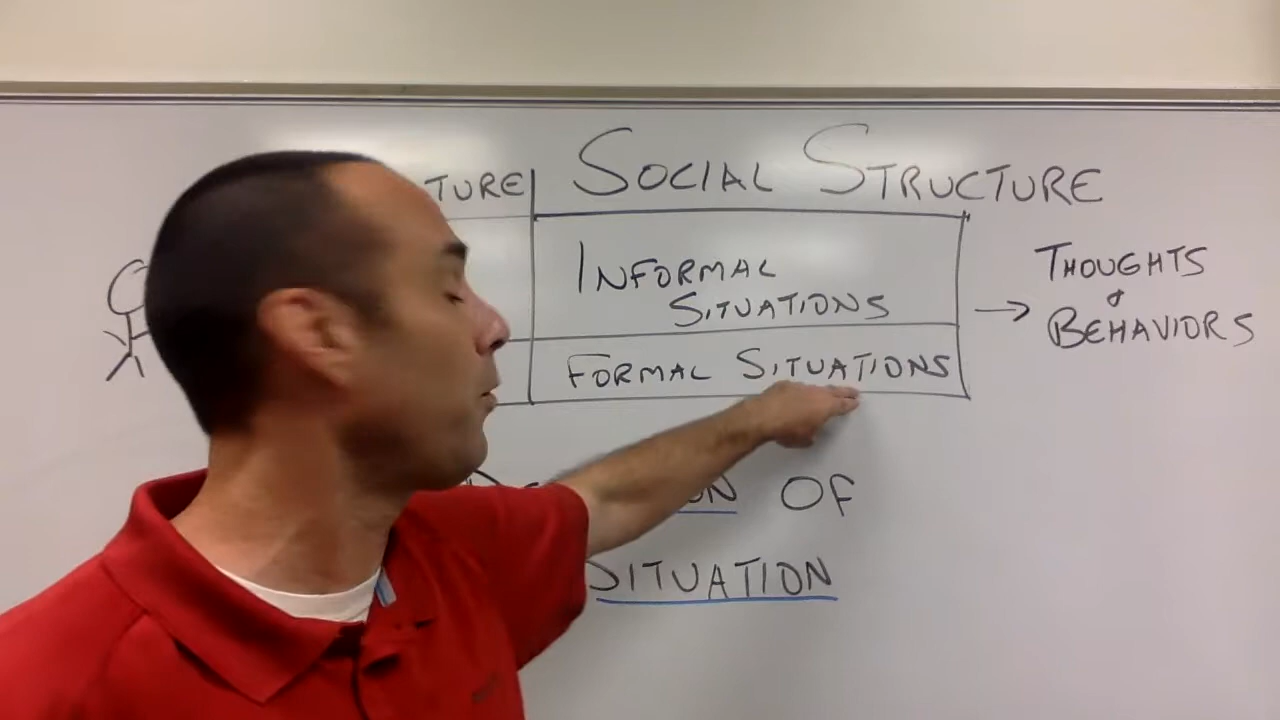 TURE SOCIAL STRUCTURE
INFORMAL
SITUATIONS
THOUGHTS
&
BEHAVIORS
FORMAL SITUATIONS
OF
SITUATION